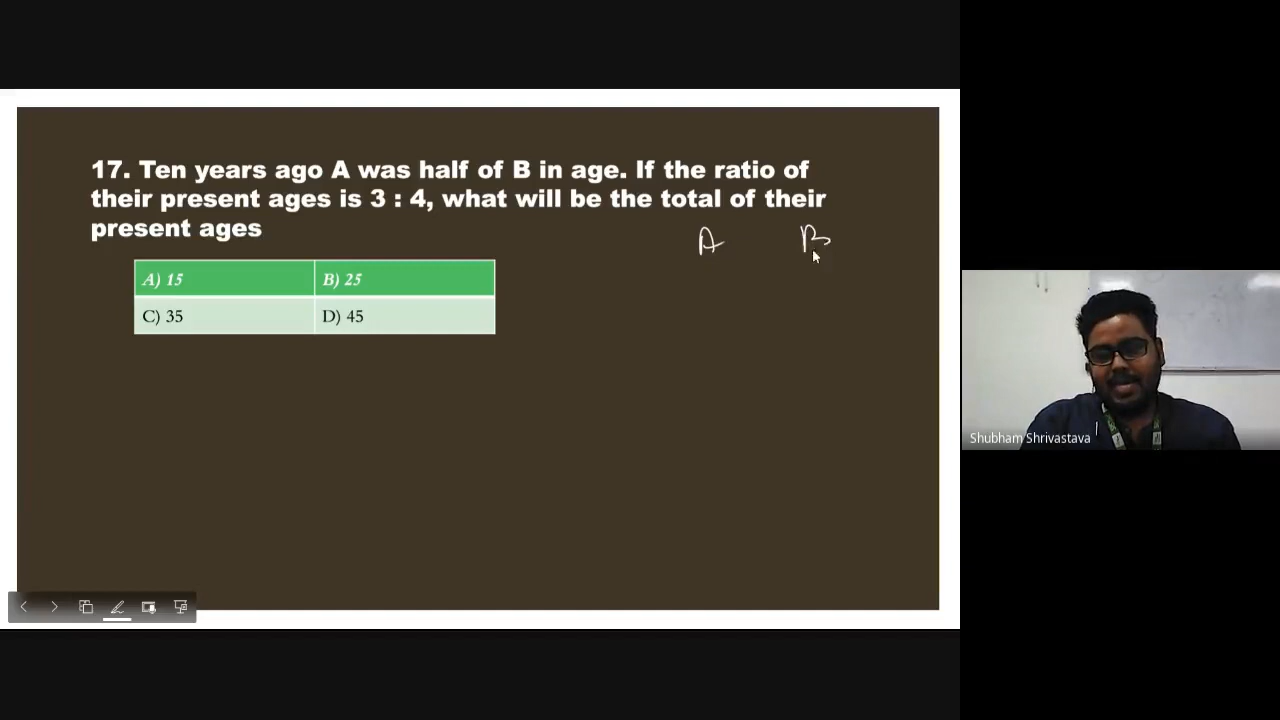 17. Ten years ago A was half of B in age. If the ratio of
their present ages is 3 : 4, what will be the total of their
present ages
A B
A) 15 B) 25
C) 35 D) 45
Shubham Shrivastava